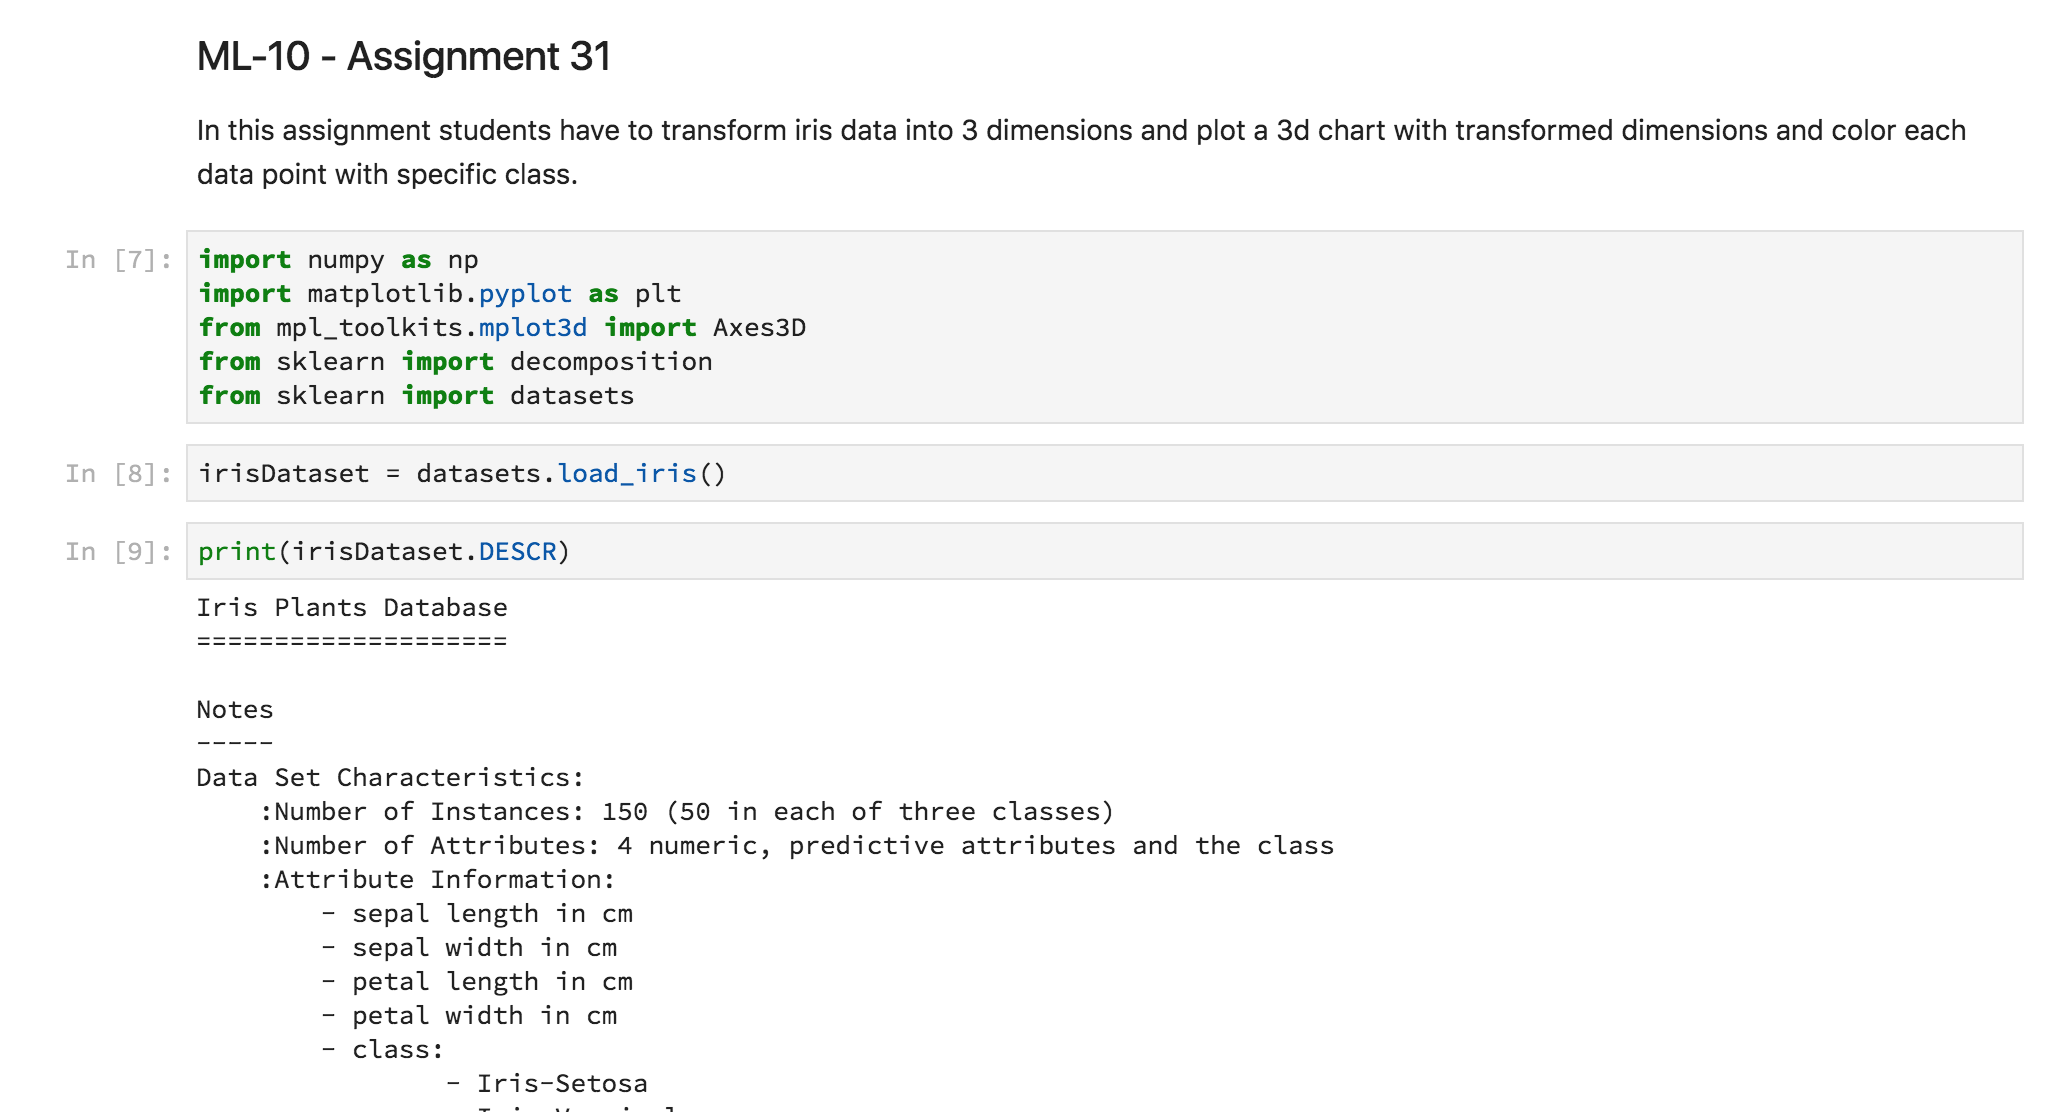 ML-10 - Assignment 31
In this assignment students have to transform iris data into 3 dimensions and plot a 3d chart with transformed dimensions and color each
data point with specific class.
In [7]: import numpy as np
import matplotlib.pyplot as plt
from mpl_toolkits.mplot3d import Axes3D
from sklearn import decomposition
from sklearn import datasets
In [8]: irisDataset = datasets.load_iris()
In [9]: print(irisDataset.DESCR)
Iris Plants Database
====================
Notes
-----
Data Set Characteristics:
    :Number of Instances: 150 (50 in each of three classes)
    :Number of Attributes: 4 numeric, predictive attributes and the class
    :Attribute Information:
        - sepal length in cm
        - sepal width in cm
        - petal length in cm
        - petal width in cm
        - class:
                - Iris-Setosa